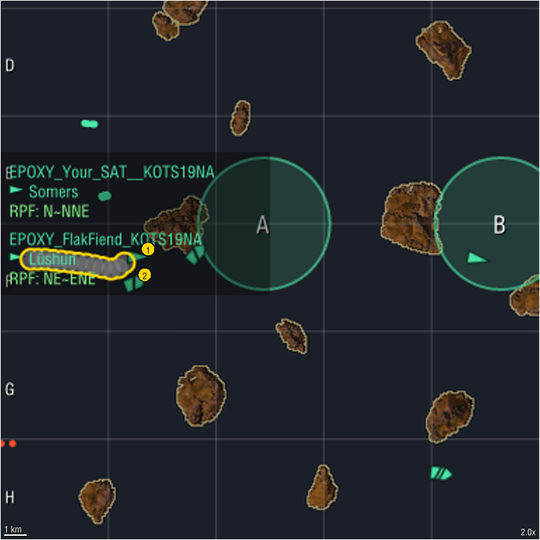 D
E
EPOXY_Your_SAT__KOTS19NA
Somers
RPF: N~NNE
A
B
EPOXY_FlakFiend_KOTS19NA
1
Lüshun
2
F
RPF: NE~ENE
G
H
1 km
2.0x